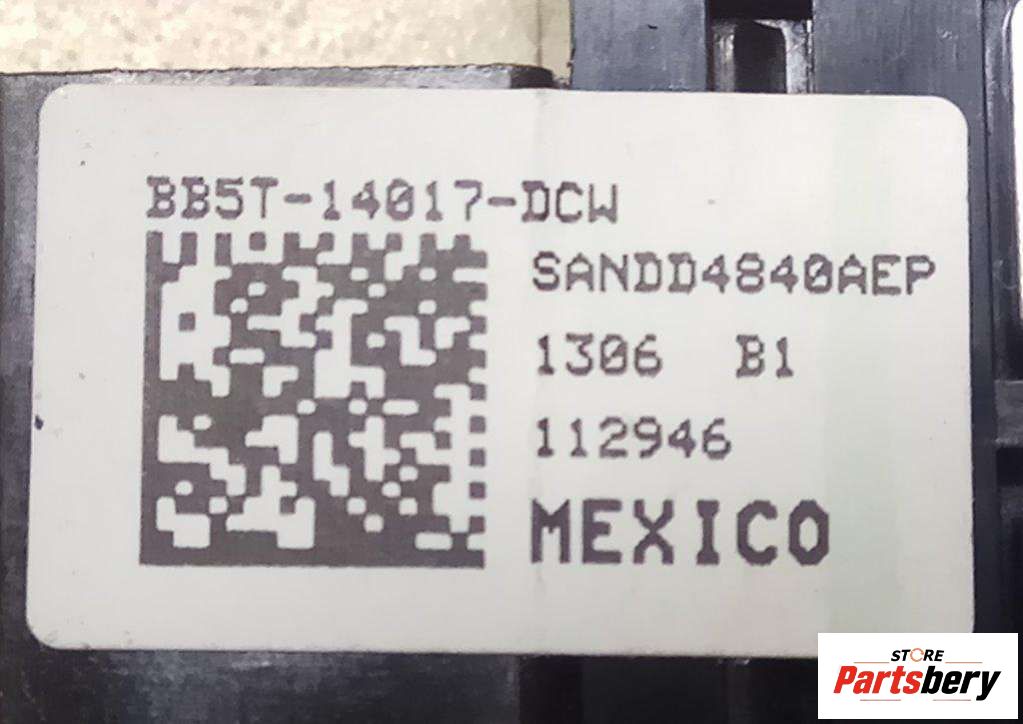 BB5T-14017-DCW
SANDD4840AEP
1306 B1
112946
MEXICO
STORE
Partsbery